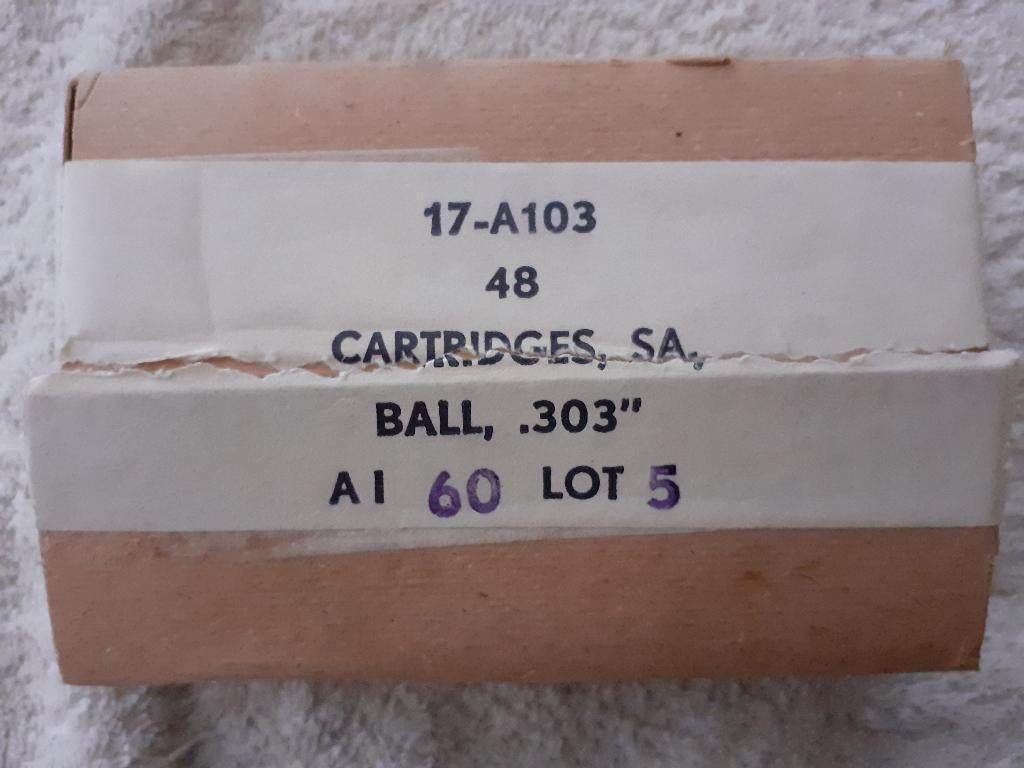 17-A103
48
CARTRIDGES, SA,
BALL, .303"
A I 60 LOT 5